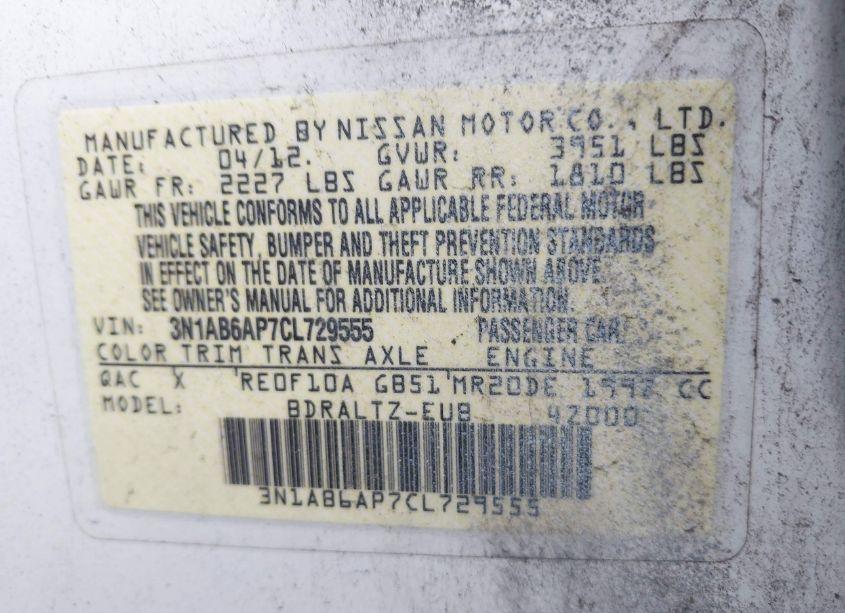 MANUFACTURED BY NISSAN MOTOR CO., LTD.
DATE: 04/12. GVWR: 3951 LBS
GAWR FR: 2227 LBS GAWR RR: 1810 LBS
THIS VEHICLE CONFORMS TO ALL APPLICABLE FEDERAL MOTOR
VEHICLE SAFETY, BUMPER AND THEFT PREVENTION STANDARDS
IN EFFECT ON THE DATE OF MANUFACTURE SHOWN ABOVE.
SEE OWNER'S MANUAL FOR ADDITIONAL INFORMATION.
VIN: 3N1AB6AP7CL729555 PASSENGER CAR
COLOR TRIM TRANS AXLE ENGINE
QAC X RE0F10A GB51 MR20DE 1997 CC
MODEL: BDRALTZ-EUB 42000
3N1AB6AP7CL729555